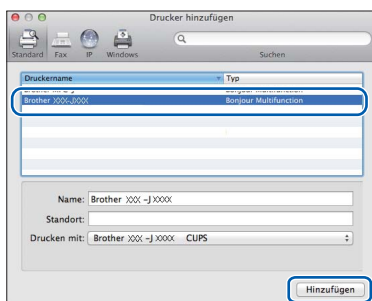 Drucker hinzufügen
Standard Fax IP Windows Suchen
Druckername Typ
Brother XXX-JXXX Bonjour Multifunction
Name: Brother XXX -J XXXX
Standort:
Drucken mit: Brother XXX -J XXXX CUPS
Hinzufügen